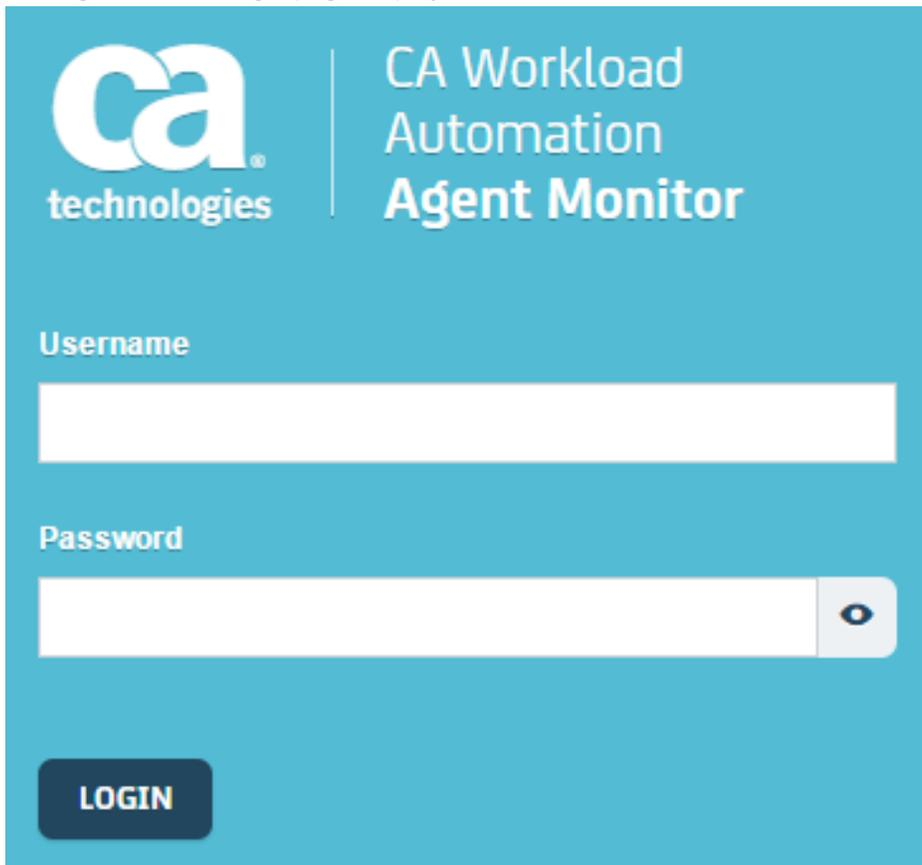 ca®
technologies
CA Workload
Automation
Agent Monitor
Username
Password
LOGIN